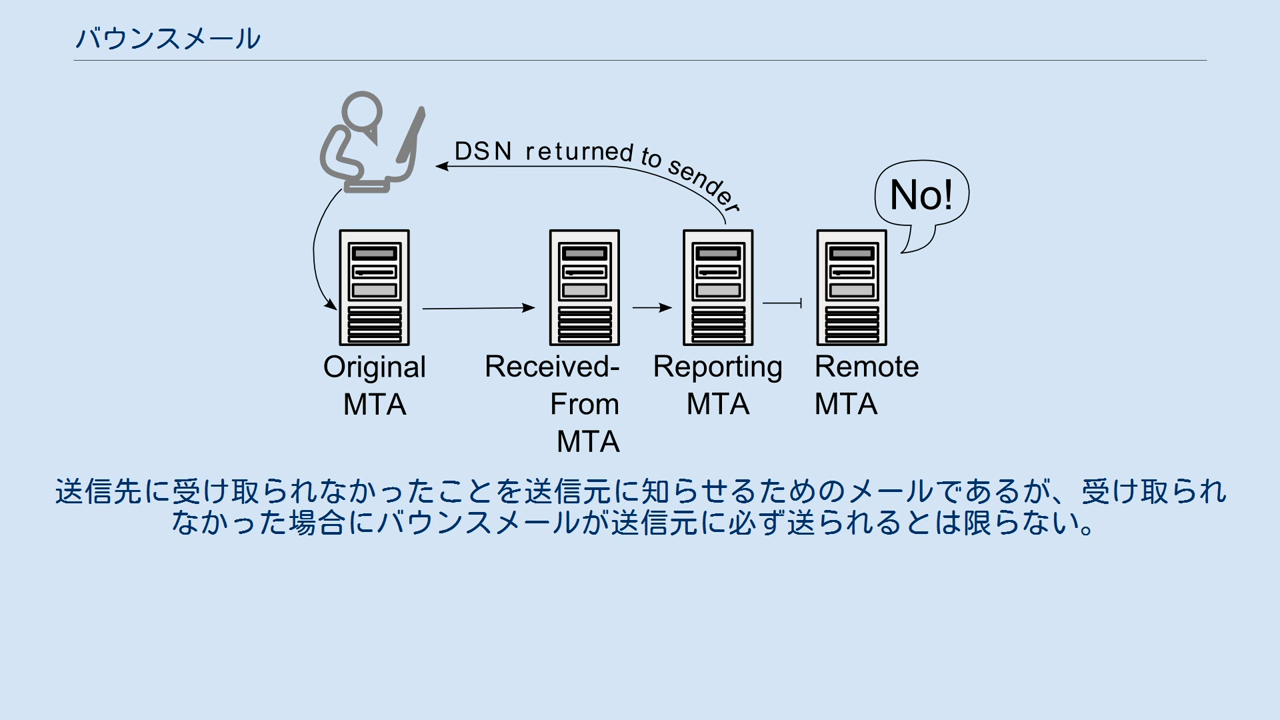 バウンスメール
DSN returned to sender
No!
Original
MTA
Received-
From
MTA
Reporting
MTA
Remote
MTA
送信先に受け取られなかったことを送信元に知らせるためのメールであるが、受け取られ
なかった場合にバウンスメールが送信元に必ず送られるとは限らない。